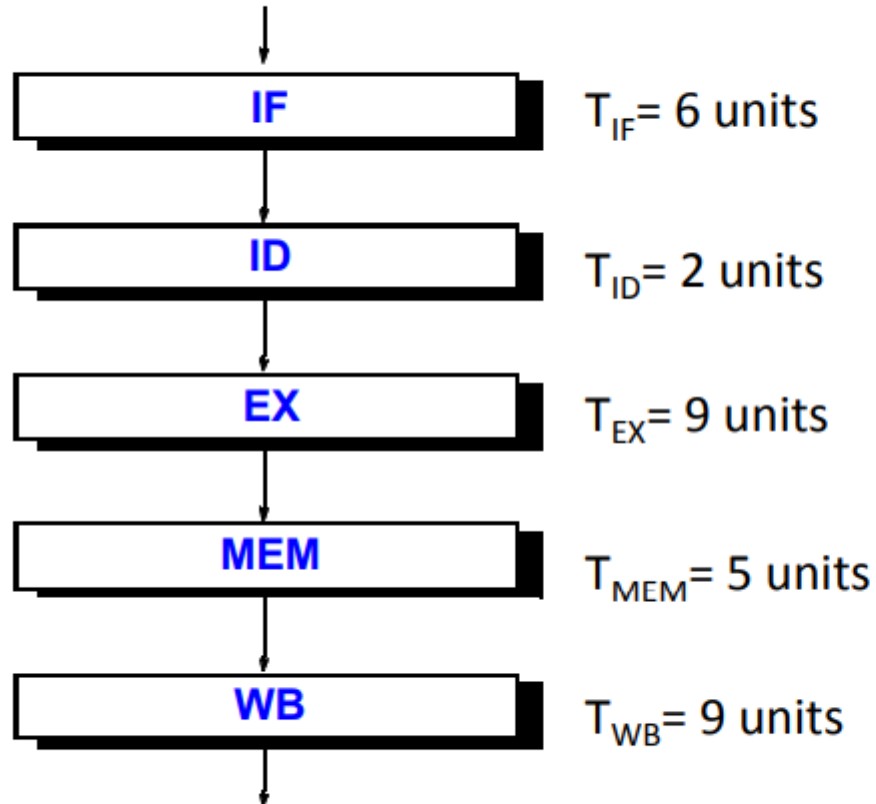 IF T_IF= 6 units
ID T_ID= 2 units
EX T_EX= 9 units
MEM T_MEM= 5 units
WB T_WB= 9 units